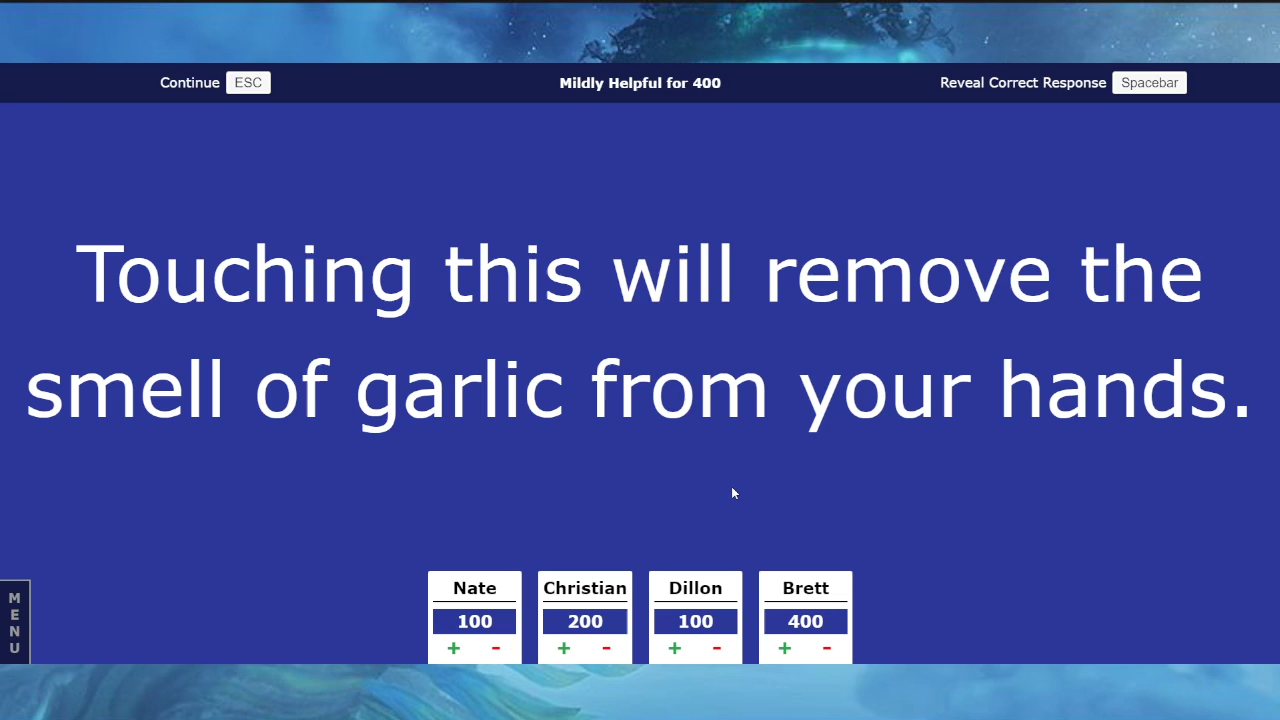 Continue ESC Mildly Helpful for 400 Reveal Correct Response Spacebar
Touching this will remove the
smell of garlic from your hands.
MENU
Nate Christian Dillon Brett
100 200 100 400
+ - + - + - + -